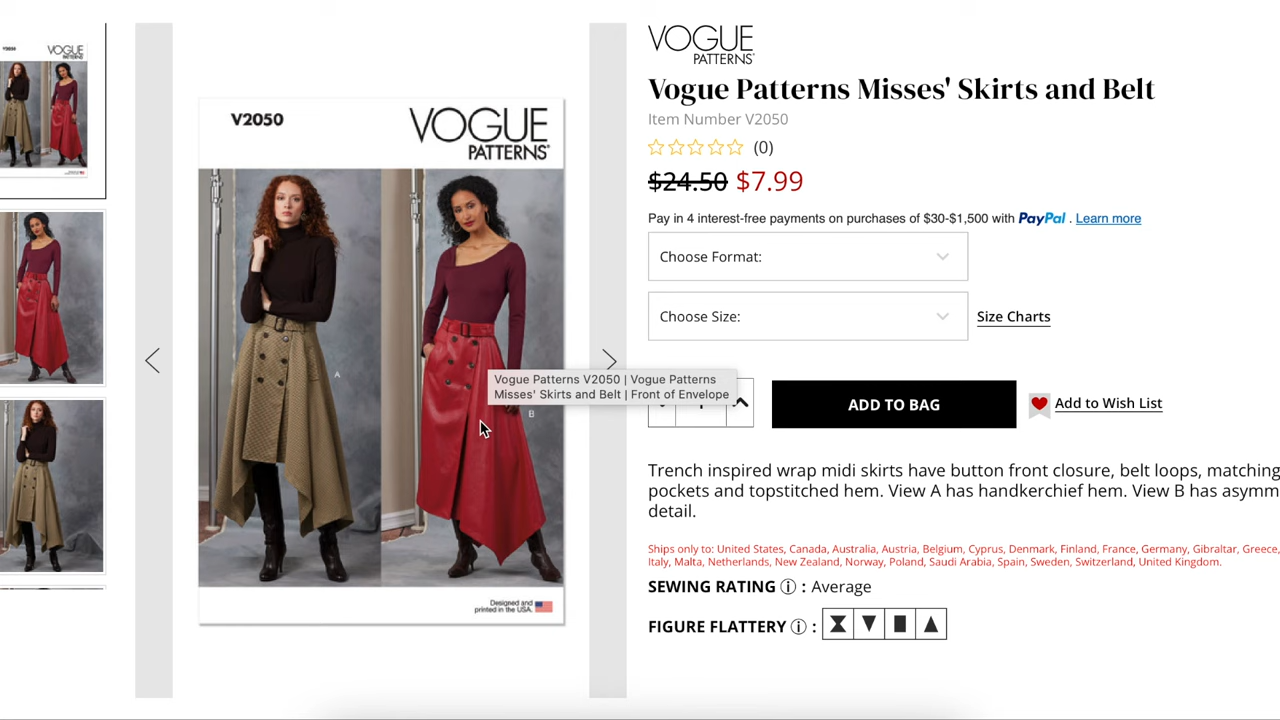 VOGUE
PATTERNS
Vogue Patterns Misses' Skirts and Belt
Item Number V2050
(0)
$24.50 $7.99
Pay in 4 interest-free payments on purchases of $30-$1,500 with PayPal . Learn more
Choose Format:
Choose Size:
Size Charts
ADD TO BAG
Add to Wish List
Trench inspired wrap midi skirts have button front closure, belt loops, matching
pockets and topstitched hem. View A has handkerchief hem. View B has asymm
detail.
Ships only to: United States, Canada, Australia, Austria, Belgium, Cyprus, Denmark, Finland, France, Germany, Gibraltar, Greece,
Italy, Malta, Netherlands, New Zealand, Norway, Poland, Saudi Arabia, Spain, Sweden, Switzerland, United Kingdom.
SEWING RATING i : Average
FIGURE FLATTERY i :
V2050
VOGUE
PATTERNS®
A
B
Vogue Patterns V2050 | Vogue Patterns
Misses' Skirts and Belt | Front of Envelope
Designed and
printed in the USA.
VOGUE